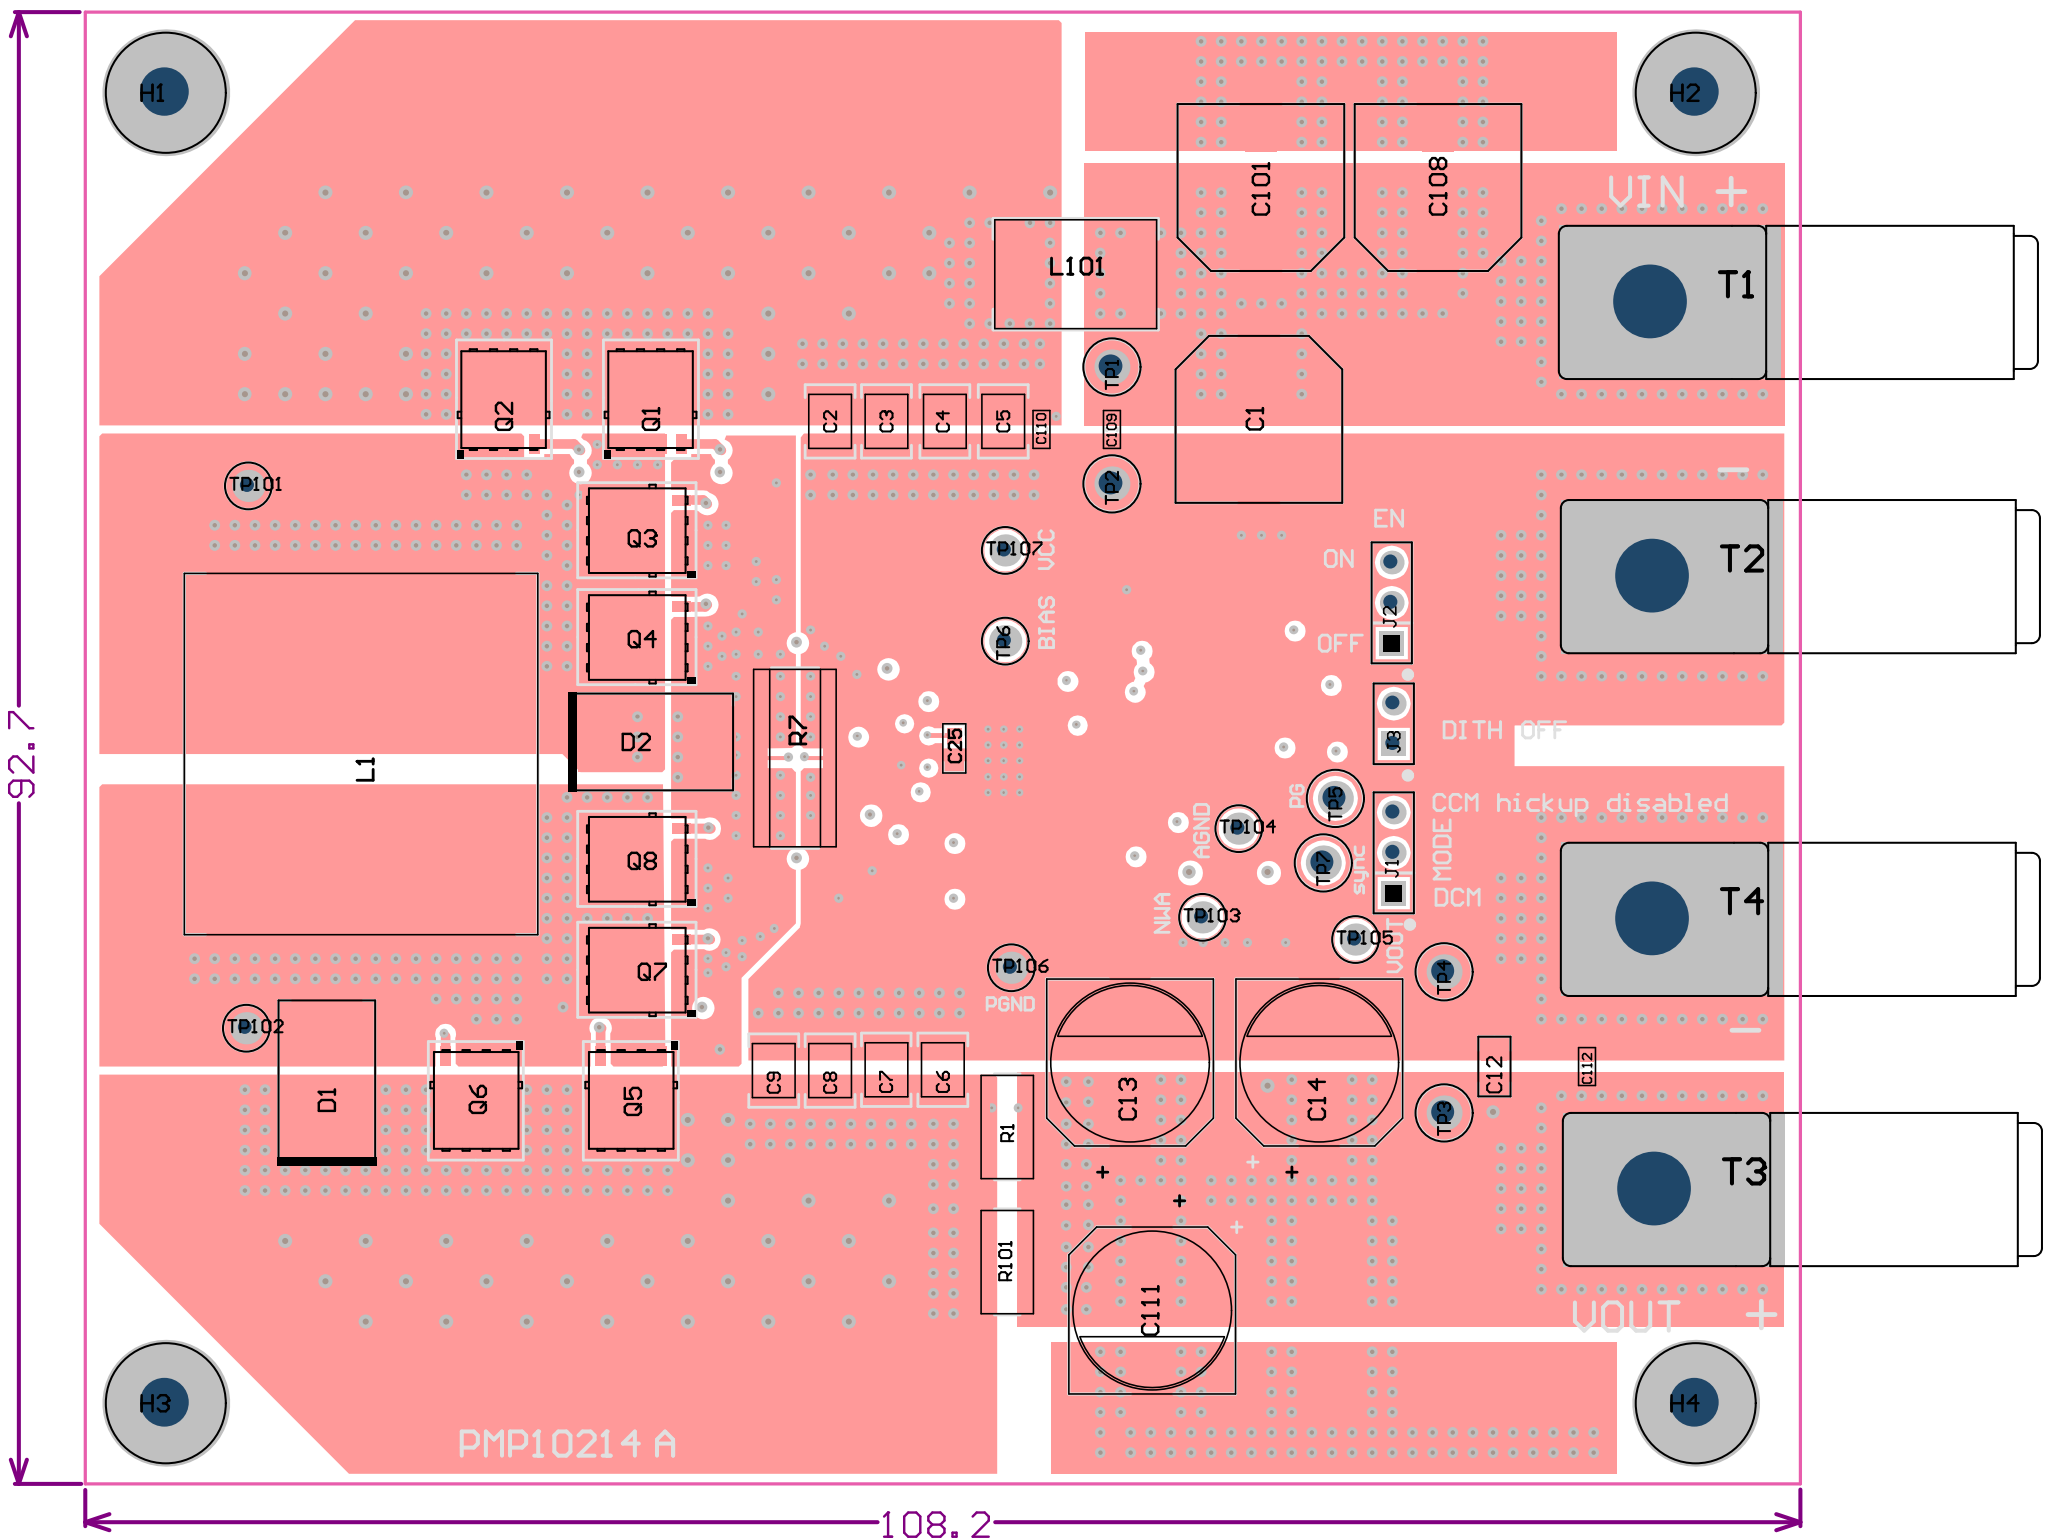 H1
H2
C101
C108
VIN +
L101
T1
TP1
Q2
Q1
C2
C3
C4
C5
C110
C109
C1
TP101
TP2
−
EN
Q3
TP107
VCC
ON
T2
J2
Q4
TP6
BIAS
OFF
R7
D2
C25
J3
DITH OFF
L1
92.7
PG
TP5
CCM hickup disabled
TP104
AGND
MODE
Q8
TP7
sync
J1
DCM
T4
NWA
TP103
TP105
VOUT
Q7
TP106
TP4
PGND
TP102
−
C9
C8
C7
C6
C13
C14
C12
C112
D1
Q6
Q5
R1
TP3
+
+
+
T3
+
+
R101
C111
VOUT +
H3
H4
PMP10214 A
108.2